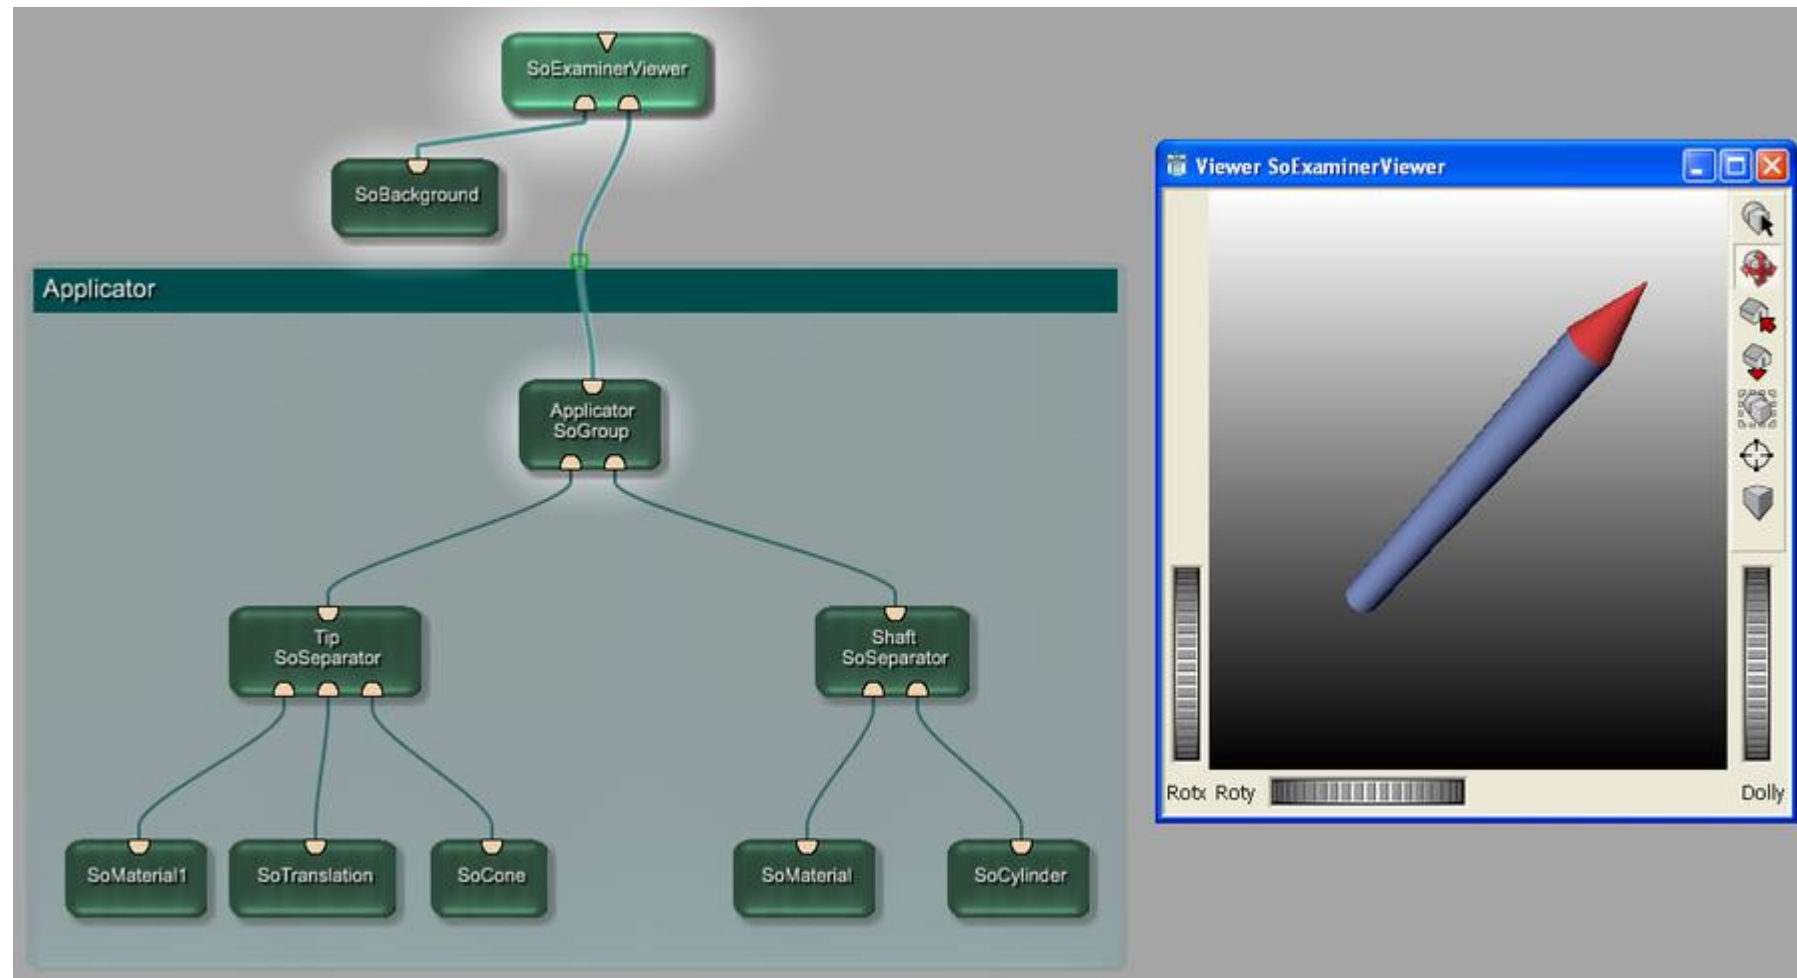 SoExaminerViewer
SoBackground
Applicator
Applicator
SoGroup
Tip
SoSeparator
Shaft
SoSeparator
SoMaterial1
SoTranslation
SoCone
SoMaterial
SoCylinder
Viewer SoExaminerViewer
Rotx Roty
Dolly